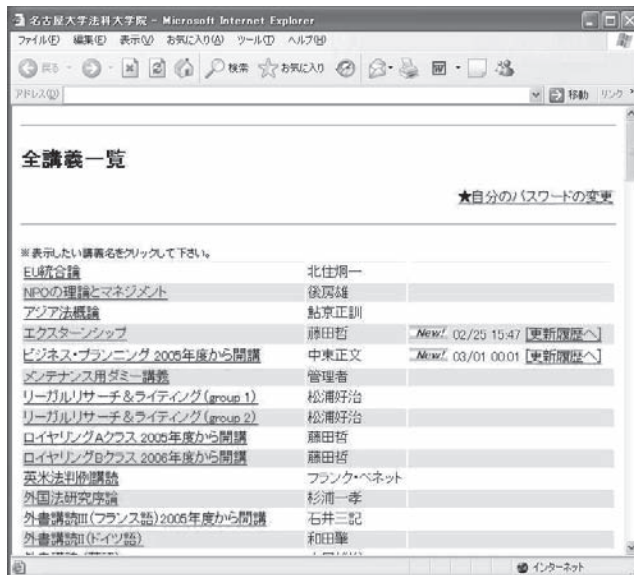 名古屋大学法科大学院 - Microsoft Internet Explorer
ファイル(F) 編集(E) 表示(V) お気に入り(A) ツール(T) ヘルプ(H)
戻る 検索 お気に入り
アドレス(D) 移動 リンク
全講義一覧
★自分のパスワードの変更
※表示したい講義名をクリックして下さい。
EU統合論 北住炯一
NPOの理論とマネジメント 後房雄
アジア法概論 鮎京正訓
エクスターンシップ 藤田哲 New! 02/25 15:47 [更新履歴へ]
ビジネス・プランニング 2005年度から開講 中東正文 New! 03/01 00:01 [更新履歴へ]
メンテナンス用ダミー講義 管理者
リーガルリサーチ&ライティング(group 1) 松浦好治
リーガルリサーチ&ライティング(group 2) 松浦好治
ロイヤリングAクラス 2005年度から開講 藤田哲
ロイヤリングBクラス 2006年度から開講 藤田哲
英米法判例講読 フランク・ベネット
外国法研究序論 杉浦一孝
外書講読III(フランス語)2005年度から開講 石井三記
外書講読II(ドイツ語) 和田肇
インターネット